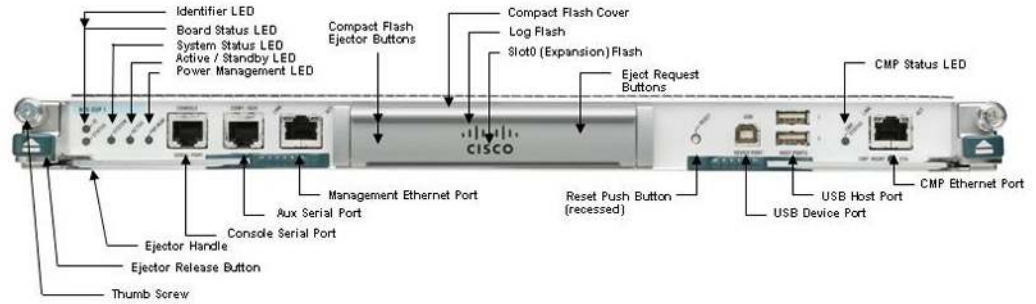 Identifier LED
Board Status LED
System Status LED
Active / Standby LED
Power Management LED
Compact Flash
Ejector Buttons
Compact Flash Cover
Log Flash
Slot0 (Expansion) Flash
Eject Request
Buttons
CMP Status LED
CONSOLE
COM1 / AUX
CISCO
Management Ethernet Port
Aux Serial Port
Console Serial Port
Ejector Handle
Ejector Release Button
Thumb Screw
Reset Push Button
(recessed)
USB Device Port
USB Host Port
CMP Ethernet Port